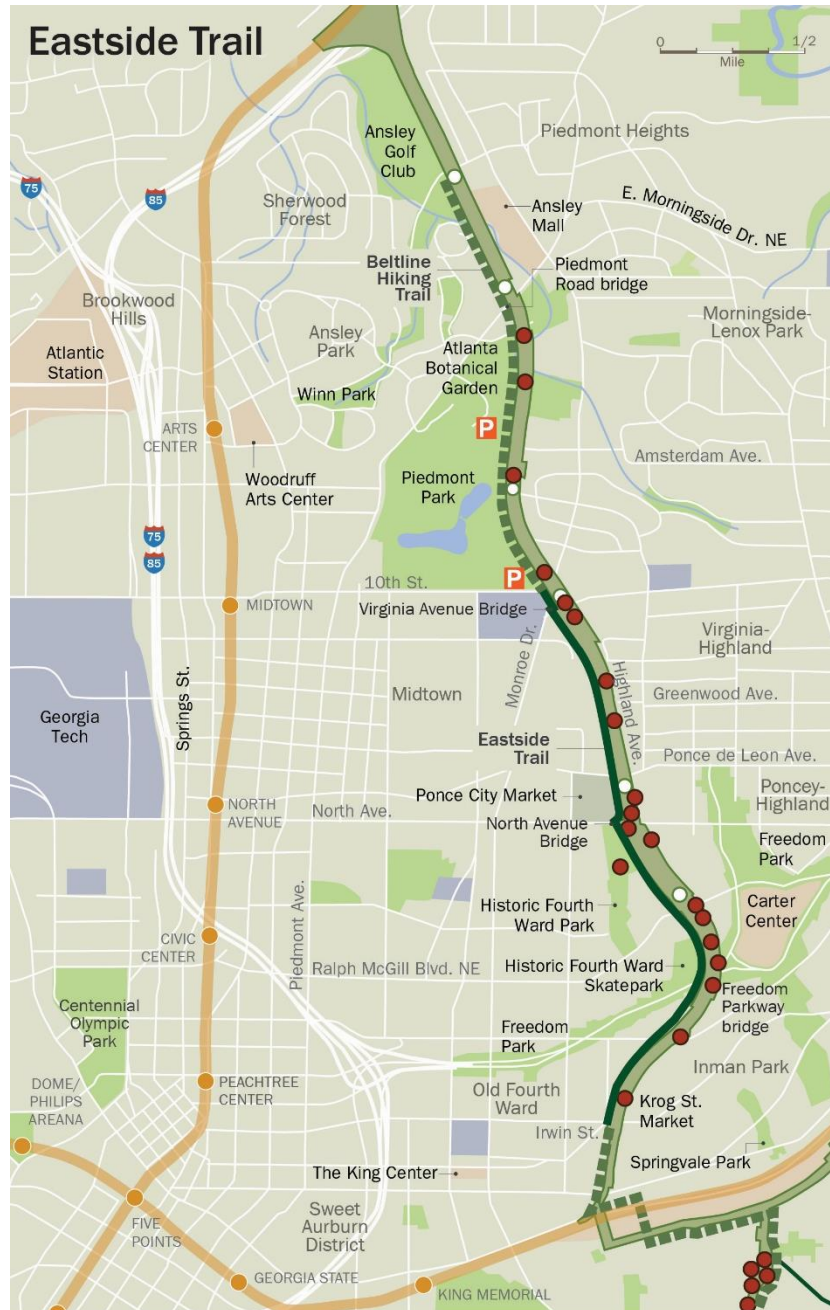 Eastside Trail
0
1/2
Mile
Ansley
Golf
Club
Piedmont Heights
75
85
Sherwood
Forest
Ansley
Mall
E. Morningside Dr. NE
Beltline
Hiking
Trail
Piedmont
Road bridge
Brookwood
Hills
Morningside-
Lenox Park
Ansley
Park
Atlantic
Station
Atlanta
Botanical
Garden
Winn Park
ARTS
CENTER
P
Amsterdam Ave.
Woodruff
Arts Center
Piedmont
Park
75
85
10th St.
P
MIDTOWN
Virginia Avenue Bridge
Monroe Dr.
Virginia-
Highland
Highland Ave.
Midtown
Greenwood Ave.
Springs St.
Georgia
Tech
Eastside
Trail
Ponce de Leon Ave.
Ponce City Market
Poncey-
Highland
NORTH
AVENUE
North Ave.
North Avenue
Bridge
Freedom
Park
Historic Fourth
Ward Park
Carter
Center
Piedmont Ave.
CIVIC
CENTER
Ralph McGill Blvd. NE
Historic Fourth Ward
Skatepark
Freedom
Parkway
bridge
Centennial
Olympic
Park
Freedom
Park
Inman Park
DOME/
PHILIPS
AREANA
PEACHTREE
CENTER
Old Fourth
Ward
Krog St.
Market
Irwin St.
Springvale Park
The King Center
Sweet
Auburn
District
FIVE
POINTS
GEORGIA STATE
KING MEMORIAL